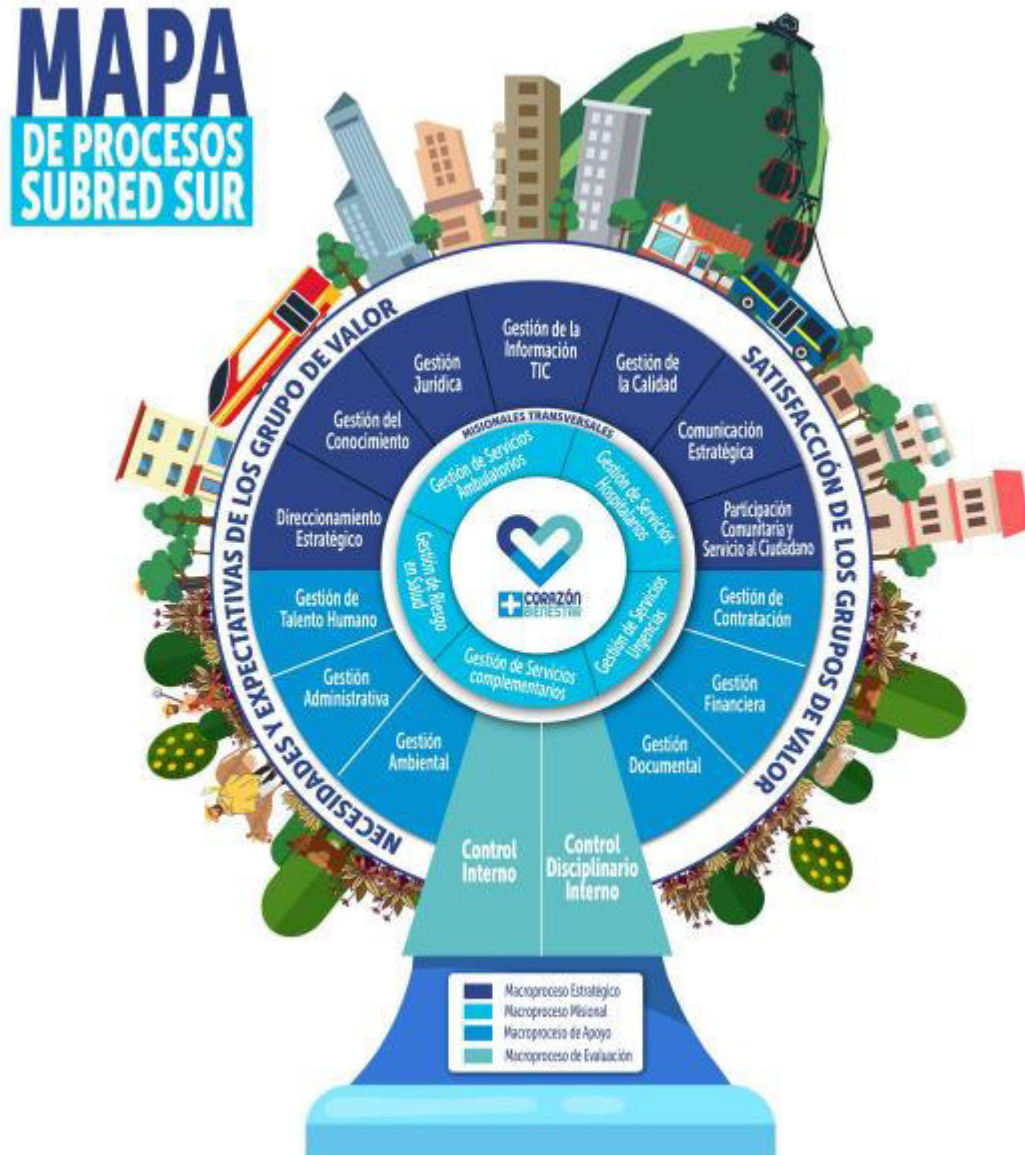 MAPA
DE PROCESOS
SUBRED SUR
NECESIDADES Y EXPECTATIVAS DE LOS GRUPO DE VALOR
SATISFACCIÓN DE LOS GRUPOS DE VALOR
Direccionamiento
Estratégico
Gestión del
Conocimiento
Gestión
Jurídica
Gestión de la
Información
TIC
Gestión de
la Calidad
Comunicación
Estratégica
Participación
Comunitaria y
Servicio al Ciudadano
MISIONALES TRANSVERSALES
Gestión de Servicios
Ambulatorios
Gestión de Servicios
Hospitalarios
Gestión de Riesgo
en Salud
Gestión de Servicios
Urgencias
Gestión de Servicios
complementarios
CORAZÓN
BIENESTAR
Gestión de
Talento Humano
Gestión
Administrativa
Gestión
Ambiental
Gestión de
Contratación
Gestión
Financiera
Gestión
Documental
Control
Interno
Control
Disciplinario
Interno
Macroproceso Estratégico
Macroproceso Misional
Macroproceso de Apoyo
Macroproceso de Evaluación